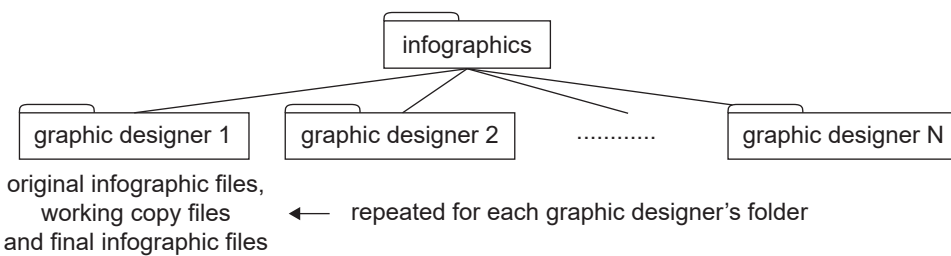 infographics
graphic designer 1
graphic designer 2
............
graphic designer N
original infographic files,
working copy files
and final infographic files
repeated for each graphic designer’s folder